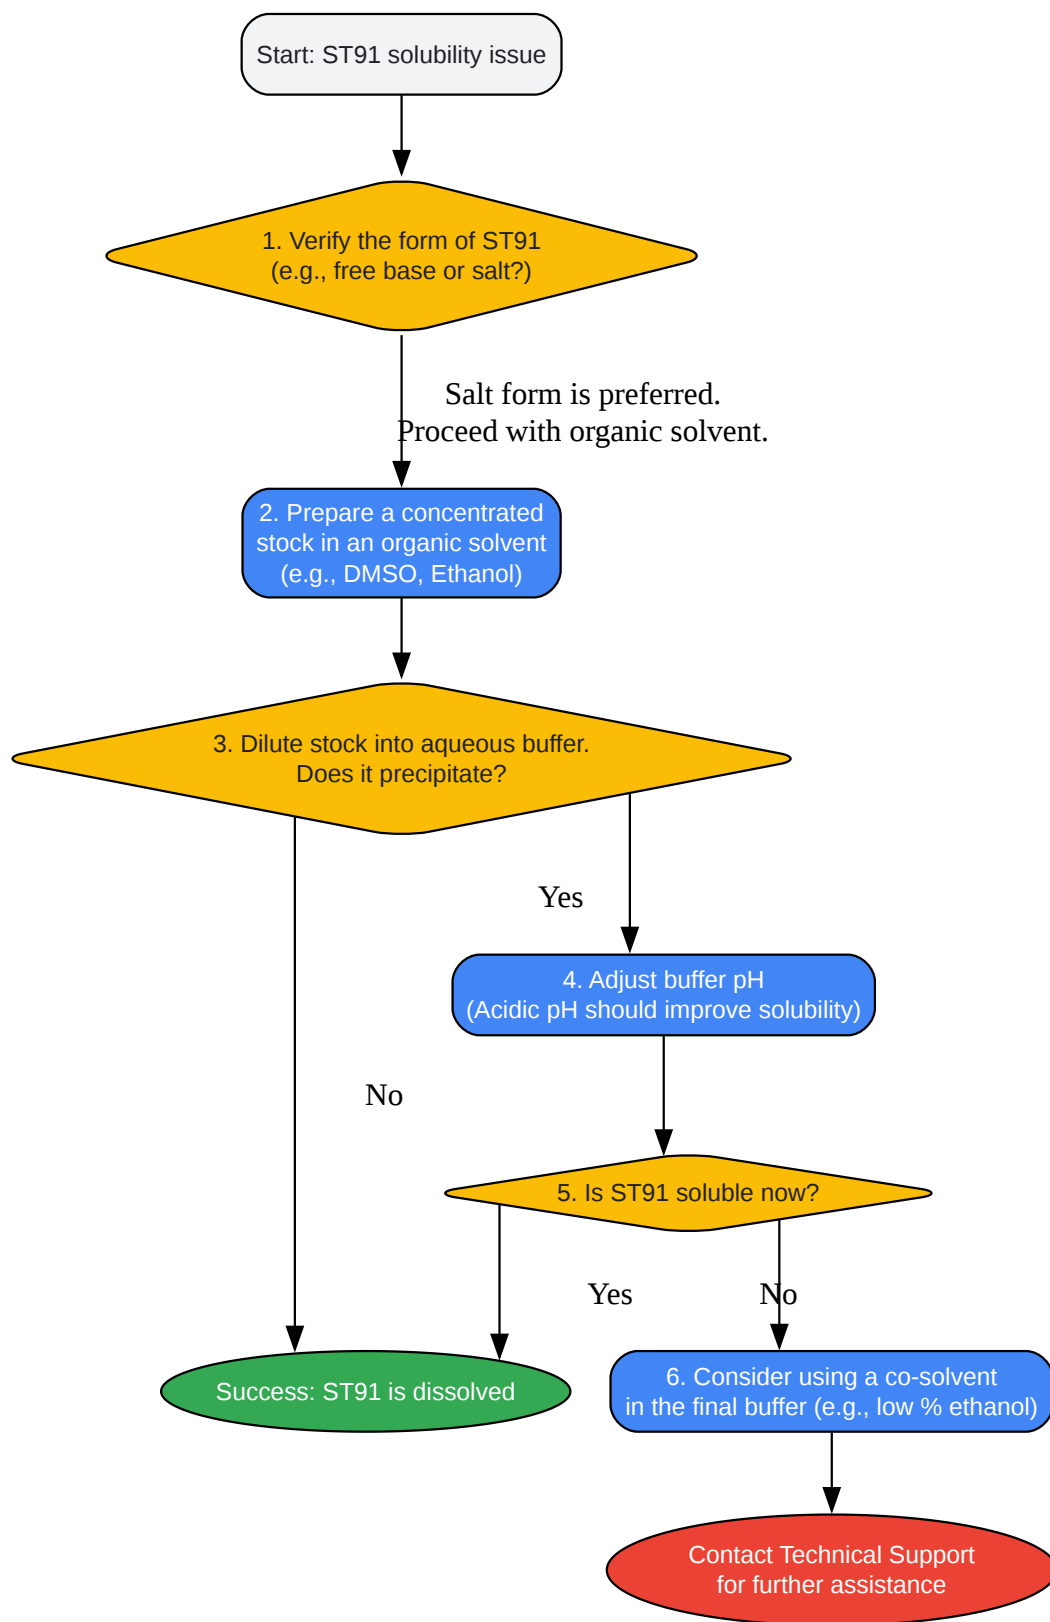 Start: ST91 solubility issue
1. Verify the form of ST91
(e.g., free base or salt?)
Salt form is preferred.
Proceed with organic solvent.
2. Prepare a concentrated
stock in an organic solvent
(e.g., DMSO, Ethanol)
3. Dilute stock into aqueous buffer.
Does it precipitate?
Yes
4. Adjust buffer pH
(Acidic pH should improve solubility)
No
5. Is ST91 soluble now?
Yes
No
Success: ST91 is dissolved
6. Consider using a co-solvent
in the final buffer (e.g., low % ethanol)
Contact Technical Support
for further assistance